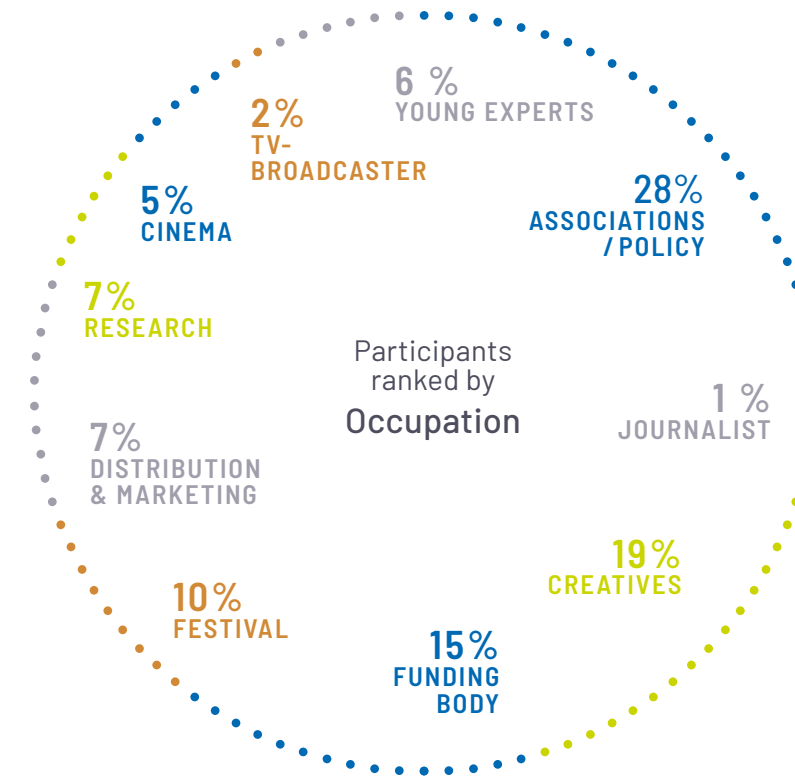 6 %
YOUNG EXPERTS
2%
TV-
BROADCASTER
28%
ASSOCIATIONS
/POLICY
5%
CINEMA
7%
RESEARCH
Participants
ranked by
Occupation
1 %
JOURNALIST
7%
DISTRIBUTION
& MARKETING
19%
CREATIVES
10%
FESTIVAL
15%
FUNDING
BODY